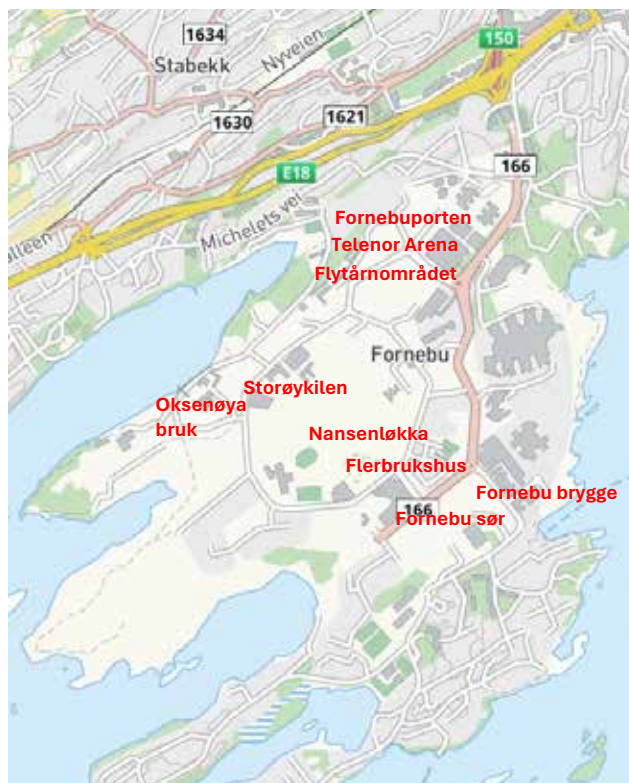 1634
Stabekk
Nyveien
150
1630
1621
166
E18
alleen
Michelets vei
Fornebuporten
Telenor Arena
Flytårnområdet
Fornebu
Storøykilen
Oksenøya
bruk
Nansenløkka
Flerbrukshus
Fornebu brygge
166
Fornebu sør